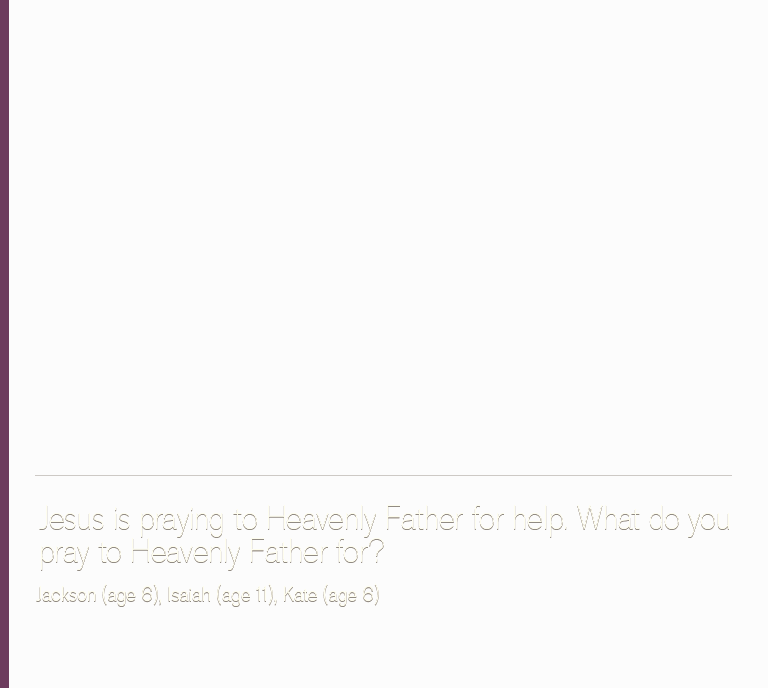 Jesus is praying to Heavenly Father for help. What do you
pray to Heavenly Father for?
Jackson (age 8), Isaiah (age 11), Kate (age 8)